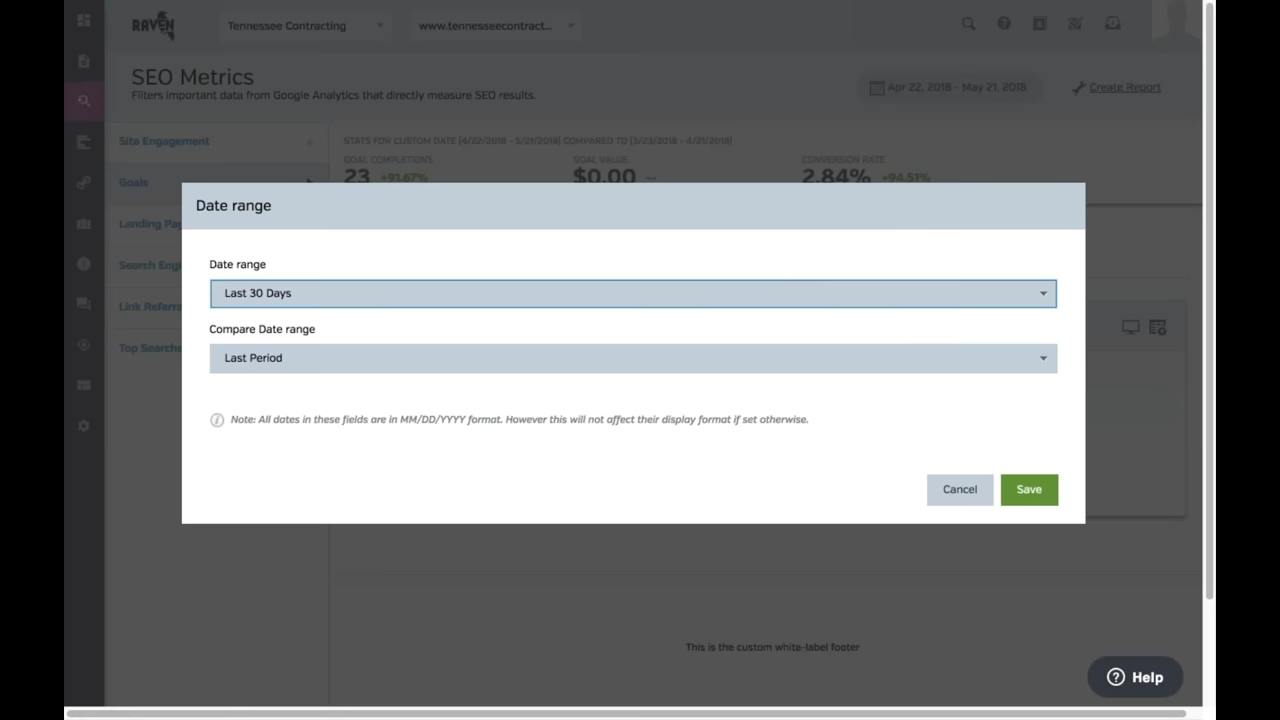 RAVEN
Tennessee Contracting
www.tennesseecontract...
SEO Metrics
Filters important data from Google Analytics that directly measure SEO results.
Apr 22, 2018 - May 21, 2018
Create Report
Site Engagement
STATS FOR CUSTOM DATE (4/22/2018 - 5/21/2018) COMPARED TO (3/23/2018 - 4/21/2018)
GOAL COMPLETIONS
GOAL VALUE
CONVERSION RATE
Goals
23 +91.67%
$0.00 --
2.84% +94.51%
Date range
Landing Pag
Search Engi
Link Referra
Top Searche
Date range
Last 30 Days
Compare Date range
Last Period
Note: All dates in these fields are in MM/DD/YYYY format. However this will not affect their display format if set otherwise.
Cancel
Save
This is the custom white-label footer
Help